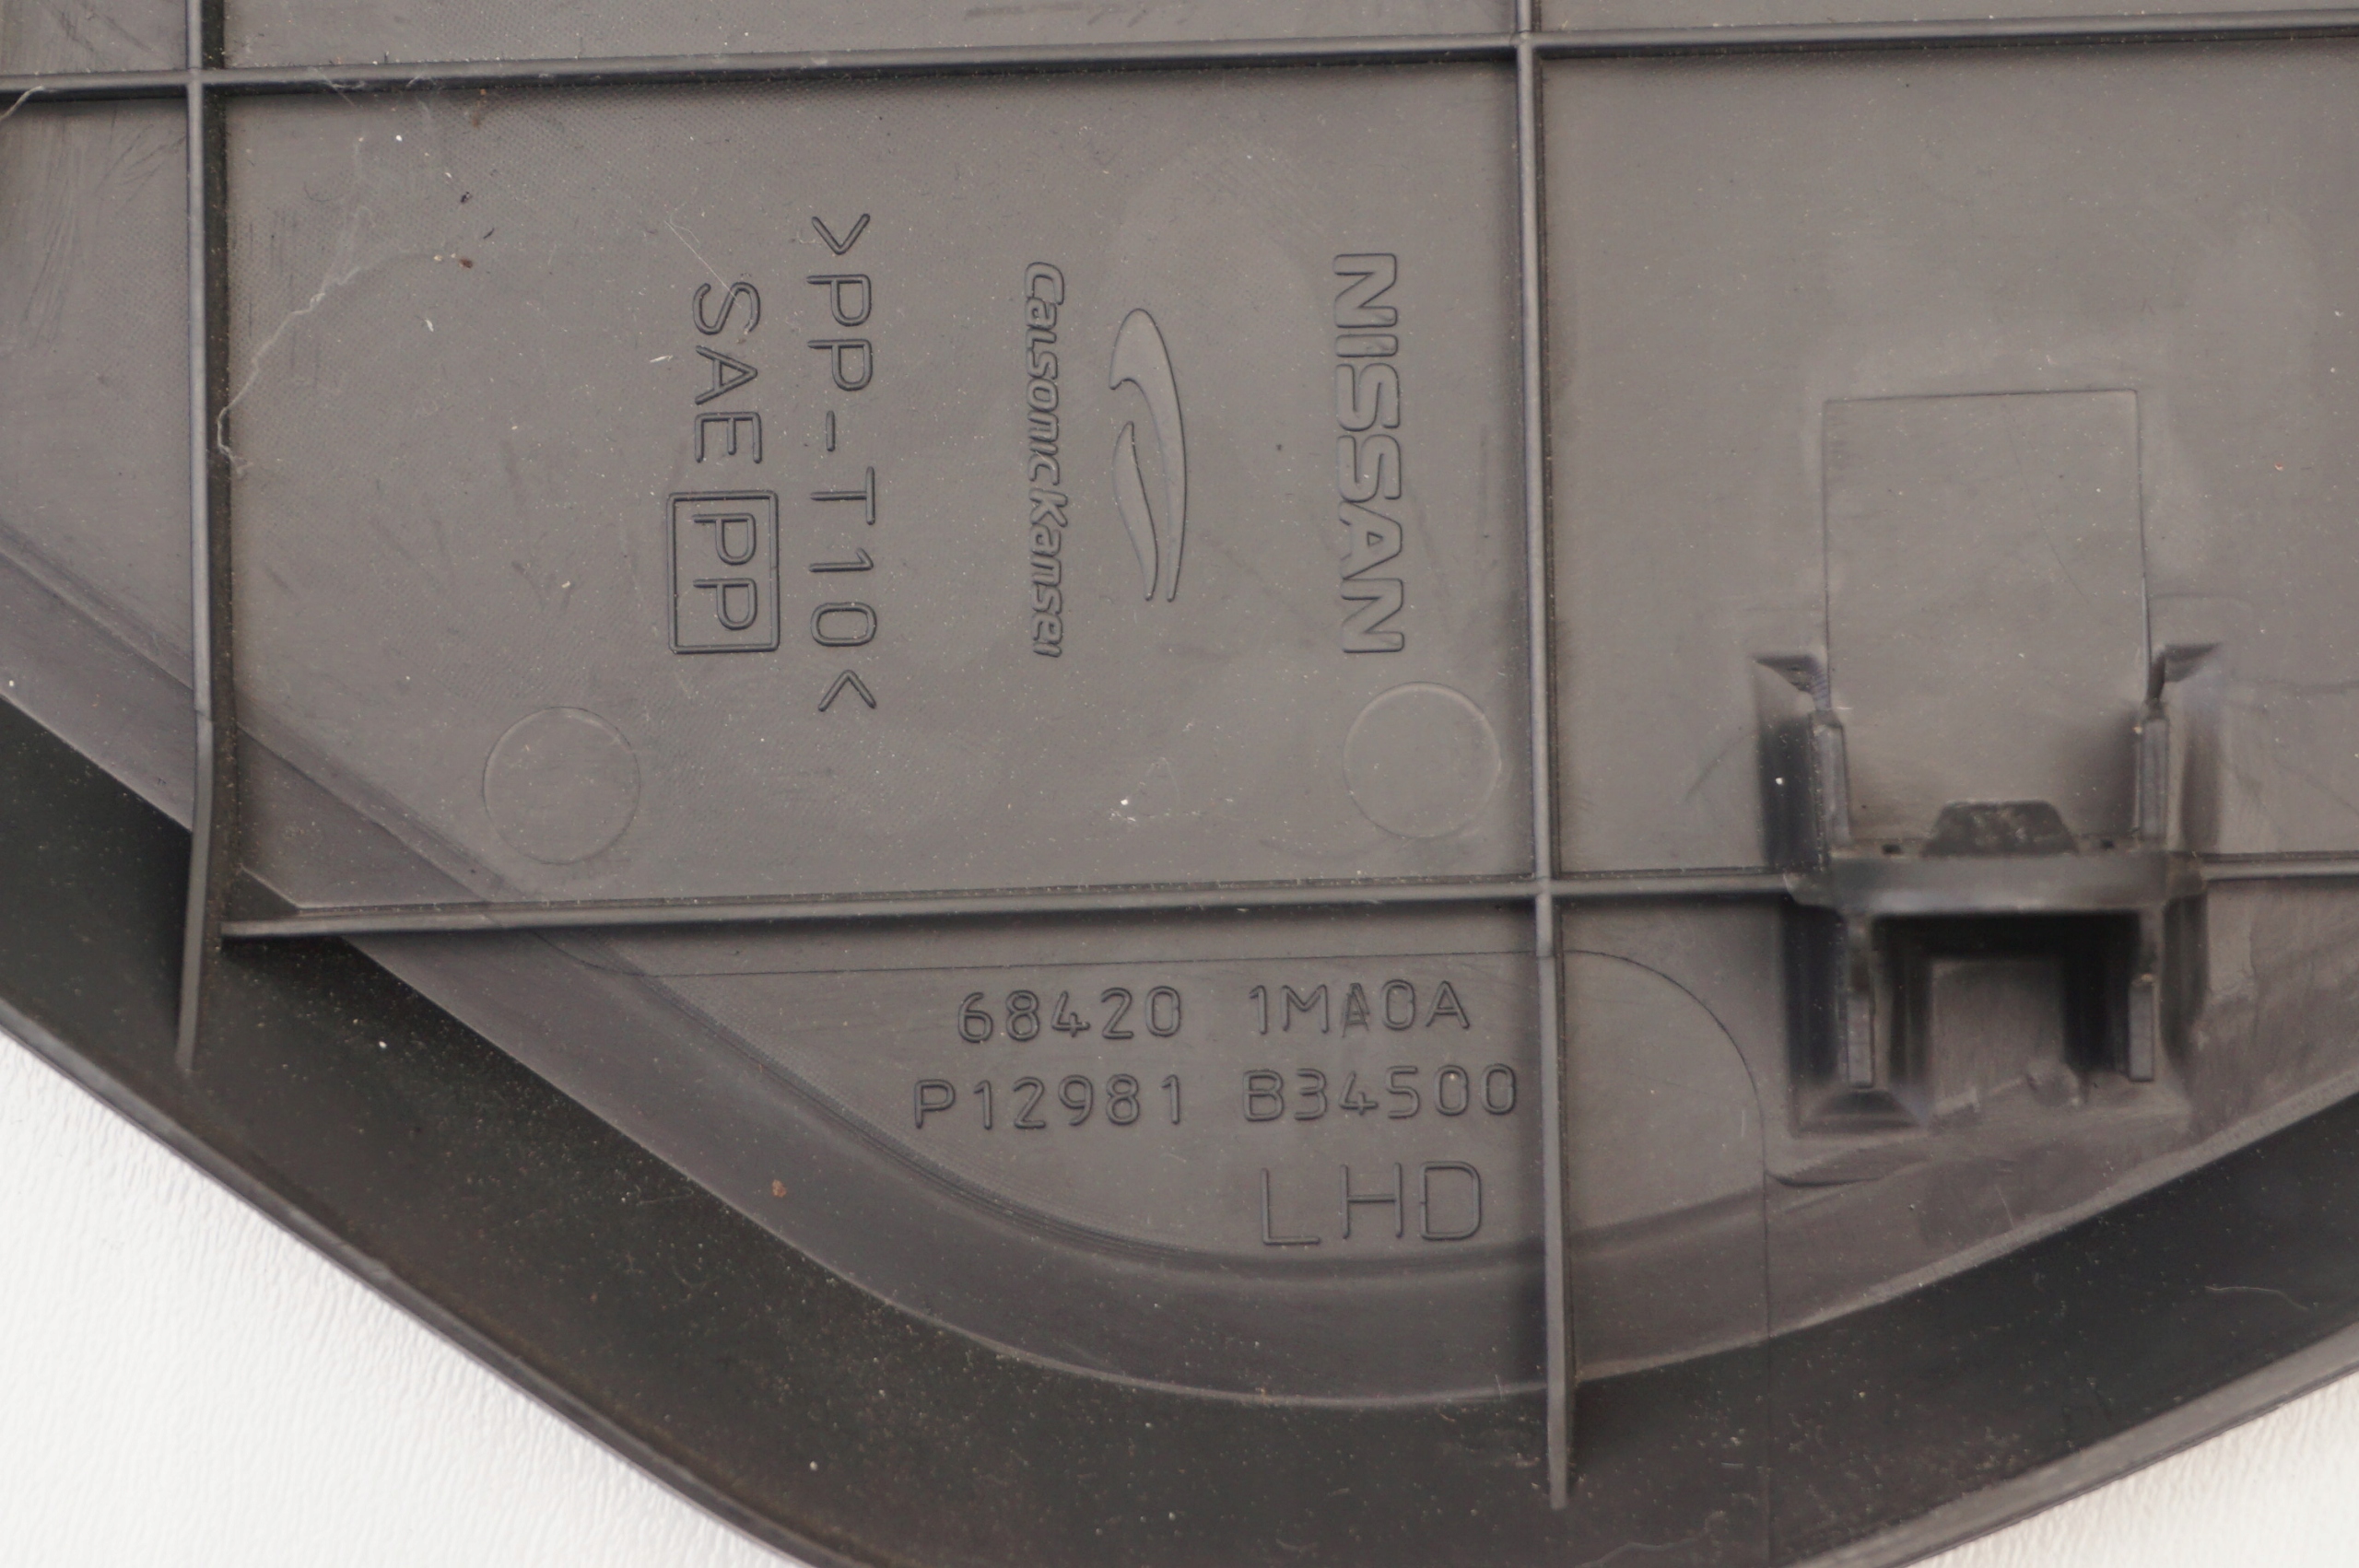 NISSAN
CalsonicKansei
>PP-T10<
SAE PP
68420 1MA0A
P12981 B34500
LHD